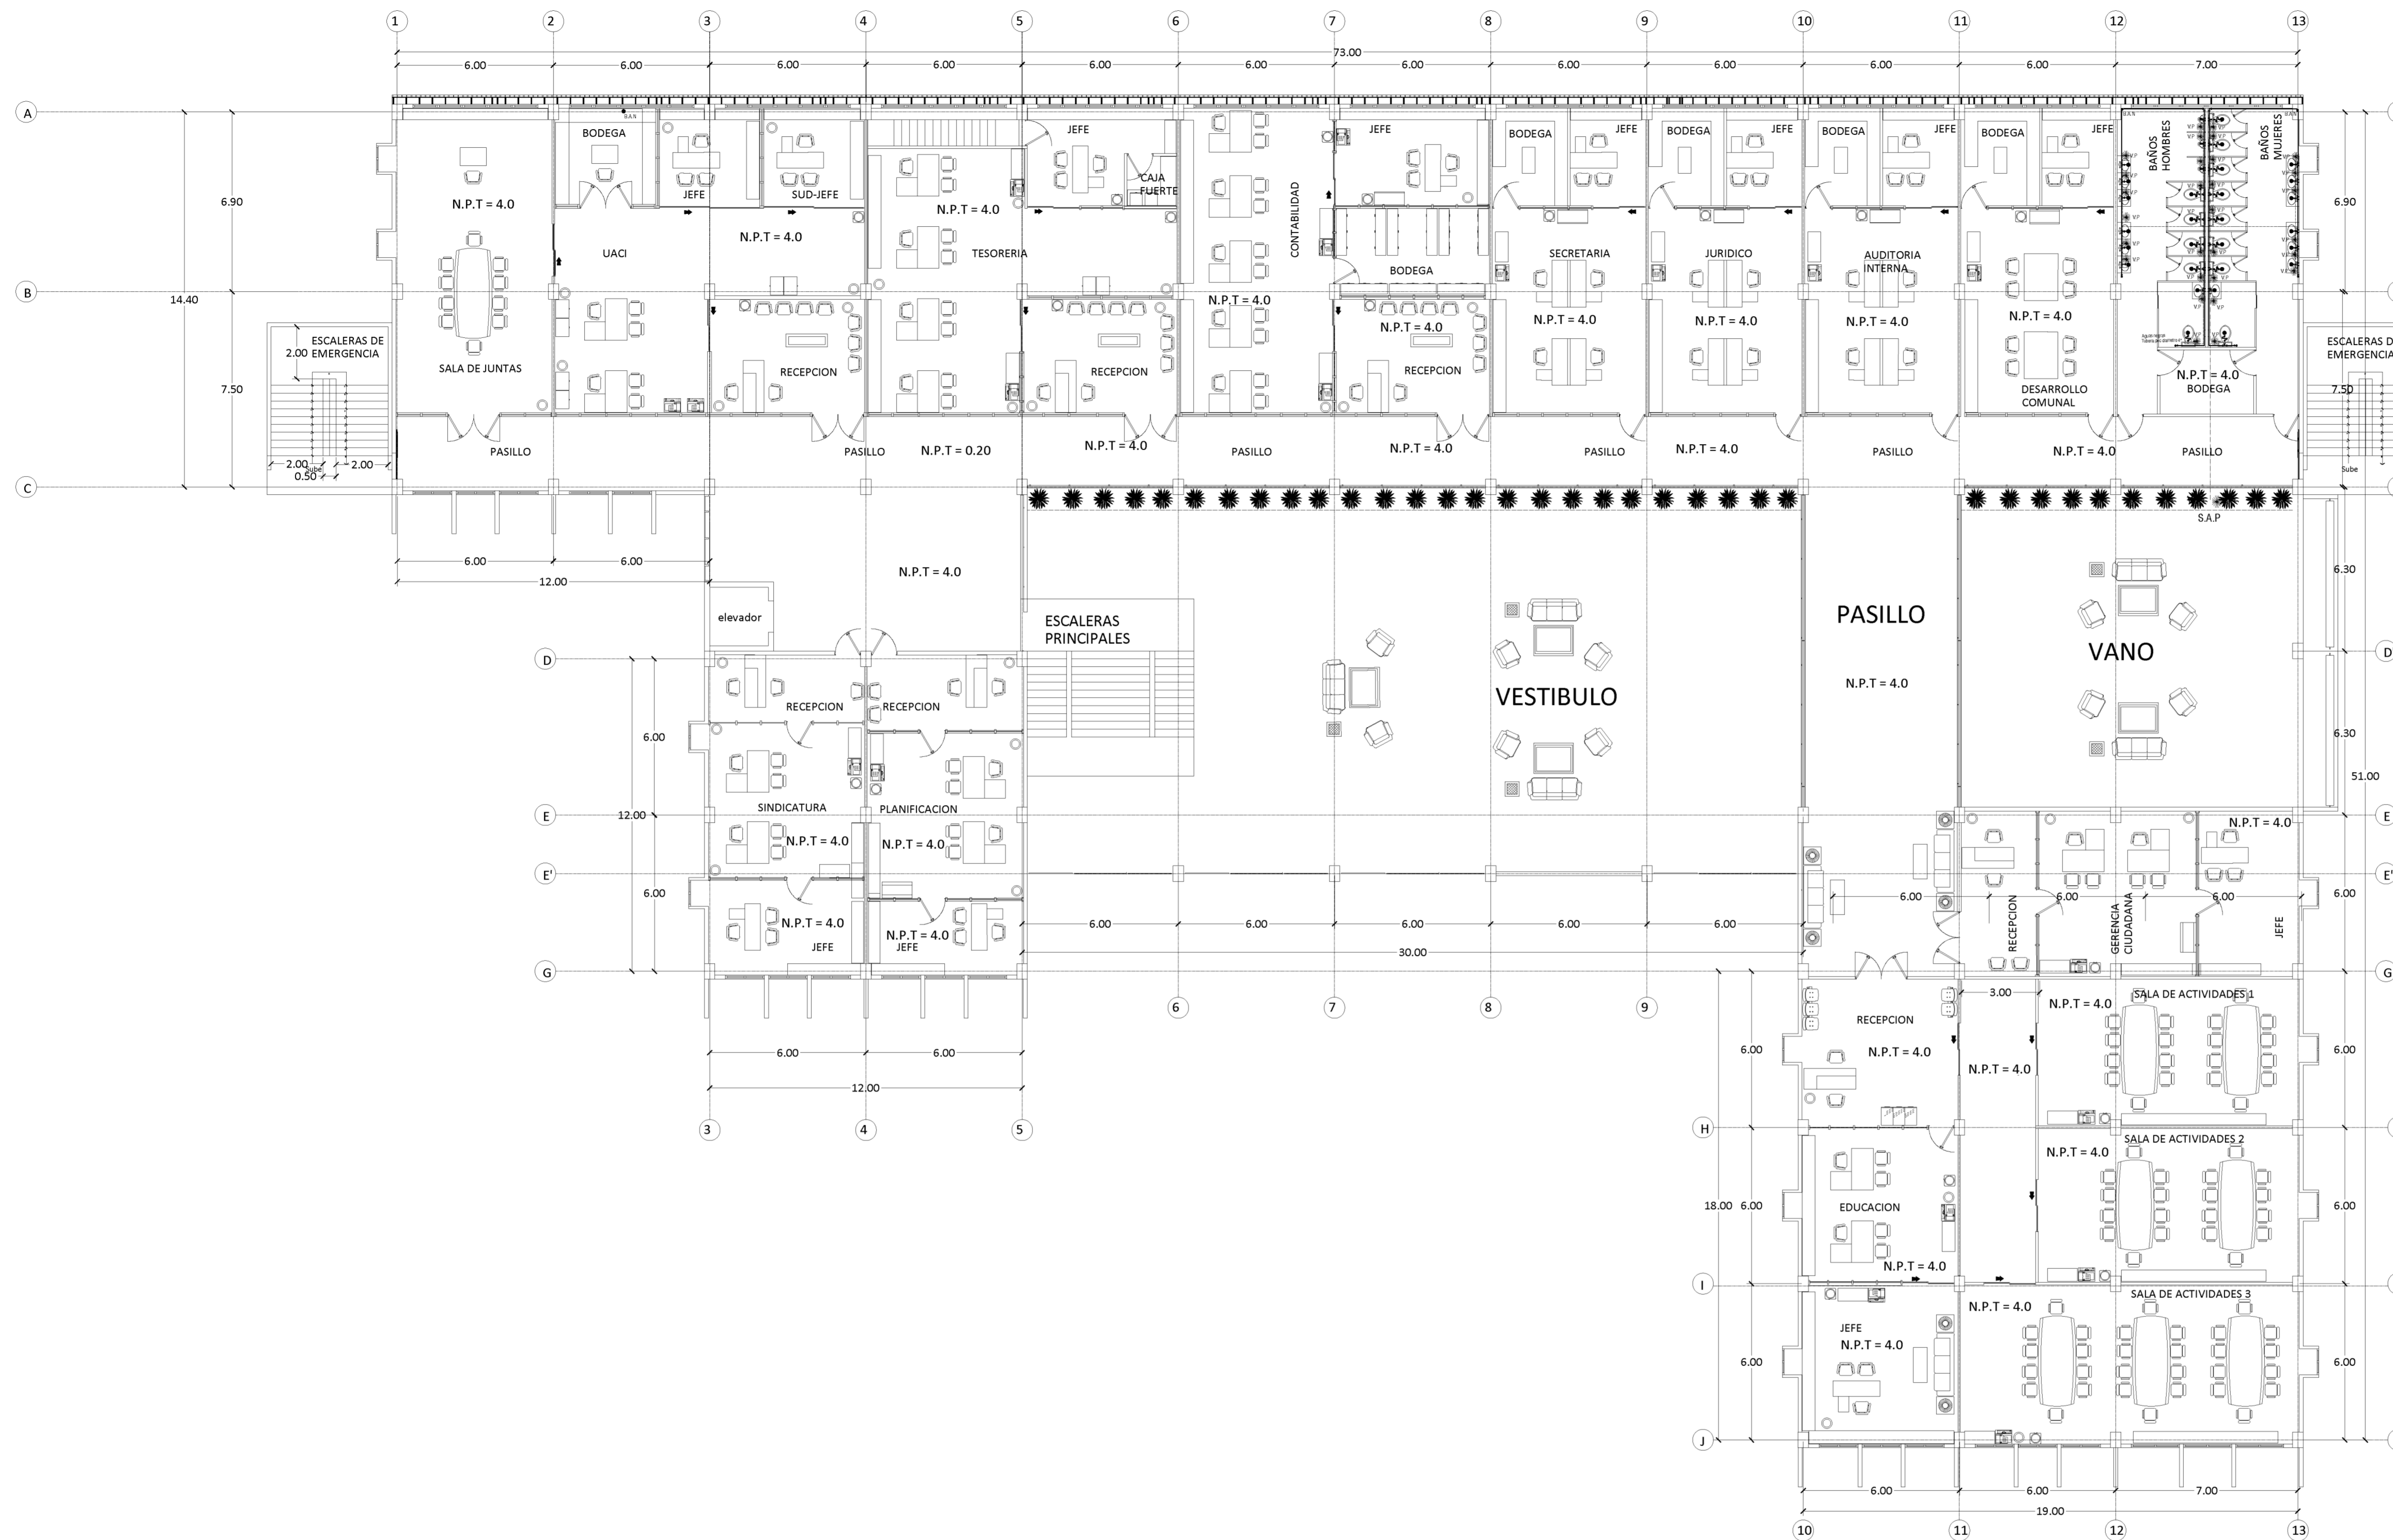 1 2 3 4 5 6 7 8 9 10 11 12 13
73.00
6.00 6.00 6.00 6.00 6.00 6.00 6.00 6.00 6.00 6.00 6.00 7.00
A
B.A.N
BODEGA
JEFE
SUD-JEFE
JEFE
CAJA
FUERTE
JEFE
BODEGA
JEFE
BODEGA
JEFE
BODEGA
JEFE
BODEGA
JEFE
B.A.N
BAÑOS
HOMBRES
BAÑOS
MUJERES
B.A.N
V.P
6.90
N.P.T = 4.0
N.P.T = 4.0
N.P.T = 4.0
CONTABILIDAD
6.90
UACI
TESORERIA
BODEGA
SECRETARIA
JURIDICO
AUDITORIA
INTERNA
B
14.40
N.P.T = 4.0
N.P.T = 4.0
N.P.T = 4.0
N.P.T = 4.0
N.P.T = 4.0
N.P.T = 4.0
ESCALERAS DE
EMERGENCIA
2.00
SALA DE JUNTAS
RECEPCION
RECEPCION
RECEPCION
DESARROLLO
COMUNAL
N.P.T = 4.0
BODEGA
ESCALERAS D
EMERGENCIA
7.50
7.50
PASILLO
PASILLO
N.P.T = 0.20
N.P.T = 4.0
PASILLO
N.P.T = 4.0
PASILLO
N.P.T = 4.0
PASILLO
N.P.T = 4.0
PASILLO
2.00
Sube
2.00
0.50
Sube
C
S.A.P
6.00 6.00
12.00
N.P.T = 4.0
6.30
elevador
ESCALERAS
PRINCIPALES
PASILLO
VANO
D
D
N.P.T = 4.0
VESTIBULO
RECEPCION
RECEPCION
6.00
6.30
51.00
SINDICATURA
PLANIFICACION
E
12.00
E
N.P.T = 4.0
N.P.T = 4.0
N.P.T = 4.0
E'
E'
6.00
6.00
6.00
6.00
6.00
RECEPCION
GERENCIA
CIUDADANA
JEFE
N.P.T = 4.0
JEFE
N.P.T = 4.0
JEFE
6.00 6.00 6.00 6.00 6.00
30.00
G
G
3.00
N.P.T = 4.0
SALA DE ACTIVIDADES 1
6 7 8 9
RECEPCION
N.P.T = 4.0
6.00
N.P.T = 4.0
6.00
6.00 6.00
12.00
3 4 5
H
SALA DE ACTIVIDADES 2
N.P.T = 4.0
18.00
6.00
EDUCACION
6.00
N.P.T = 4.0
I
SALA DE ACTIVIDADES 3
N.P.T = 4.0
JEFE
N.P.T = 4.0
6.00
6.00
J
6.00 6.00 7.00
19.00
10 11 12 13